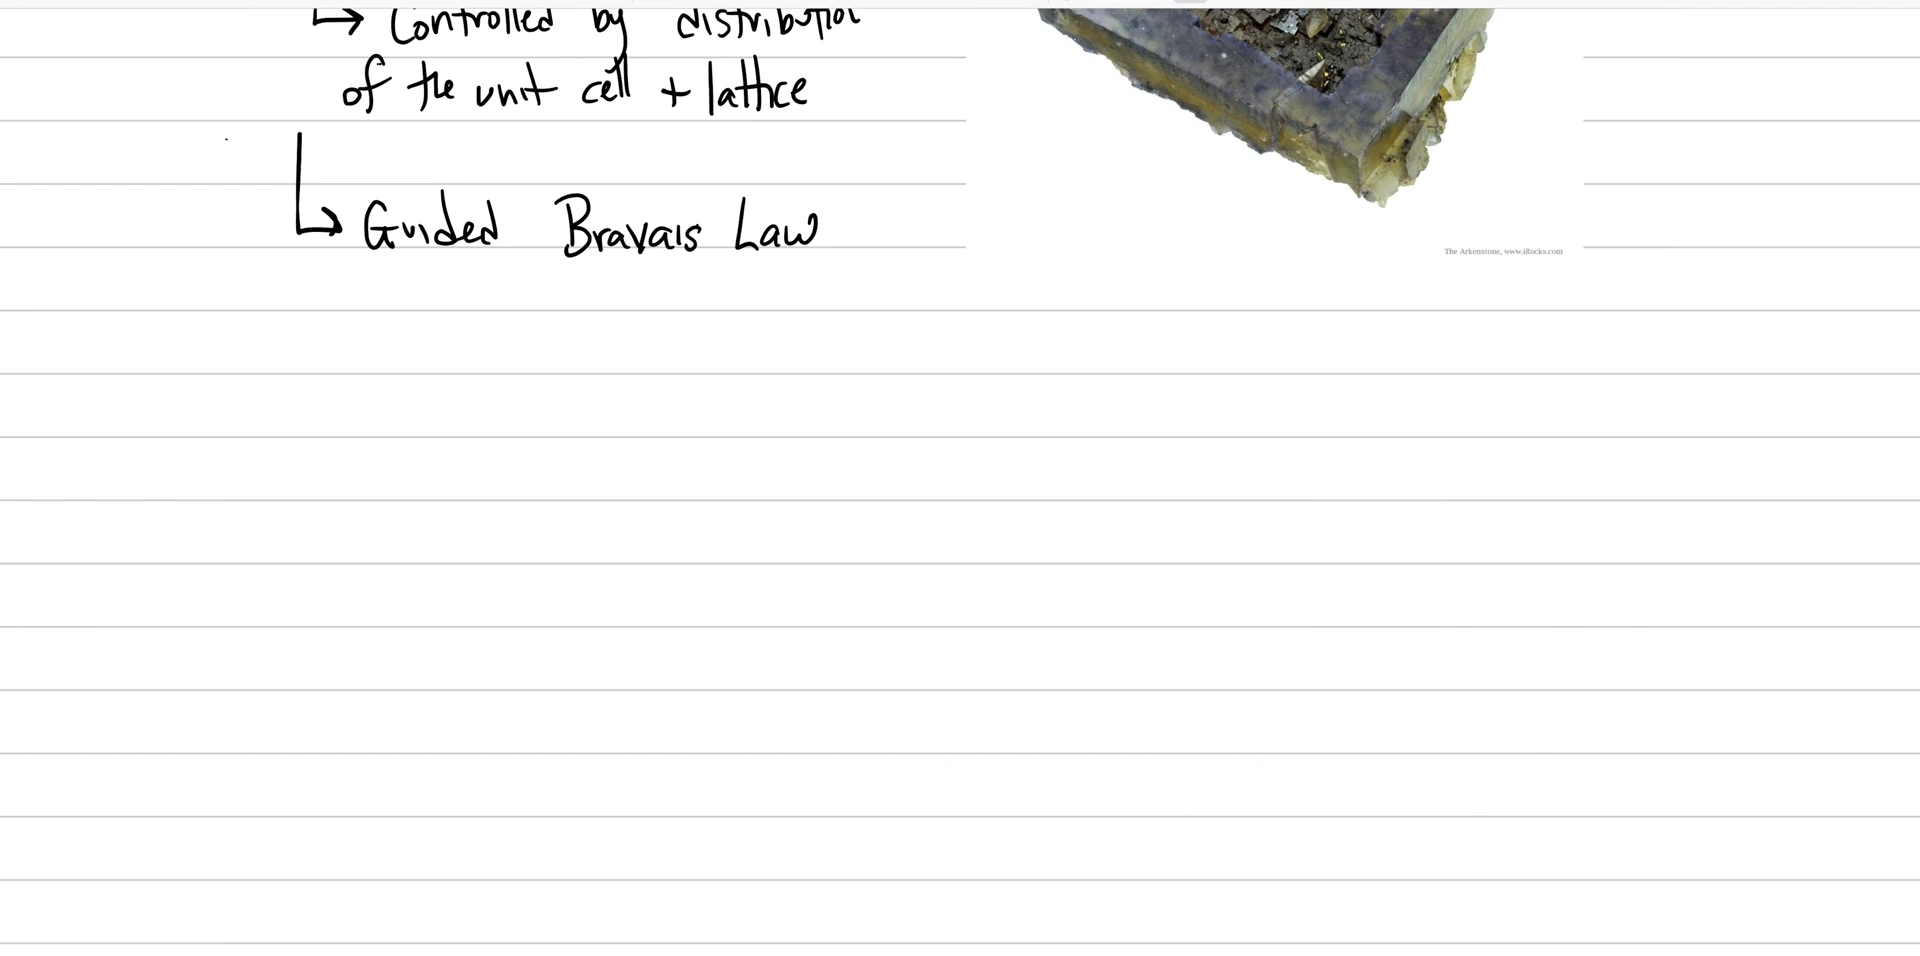 ↳ Controlled by distribution
of the unit cell + lattice
↳ Guided Bravais Law
The Arkenstone, www.iRocks.com